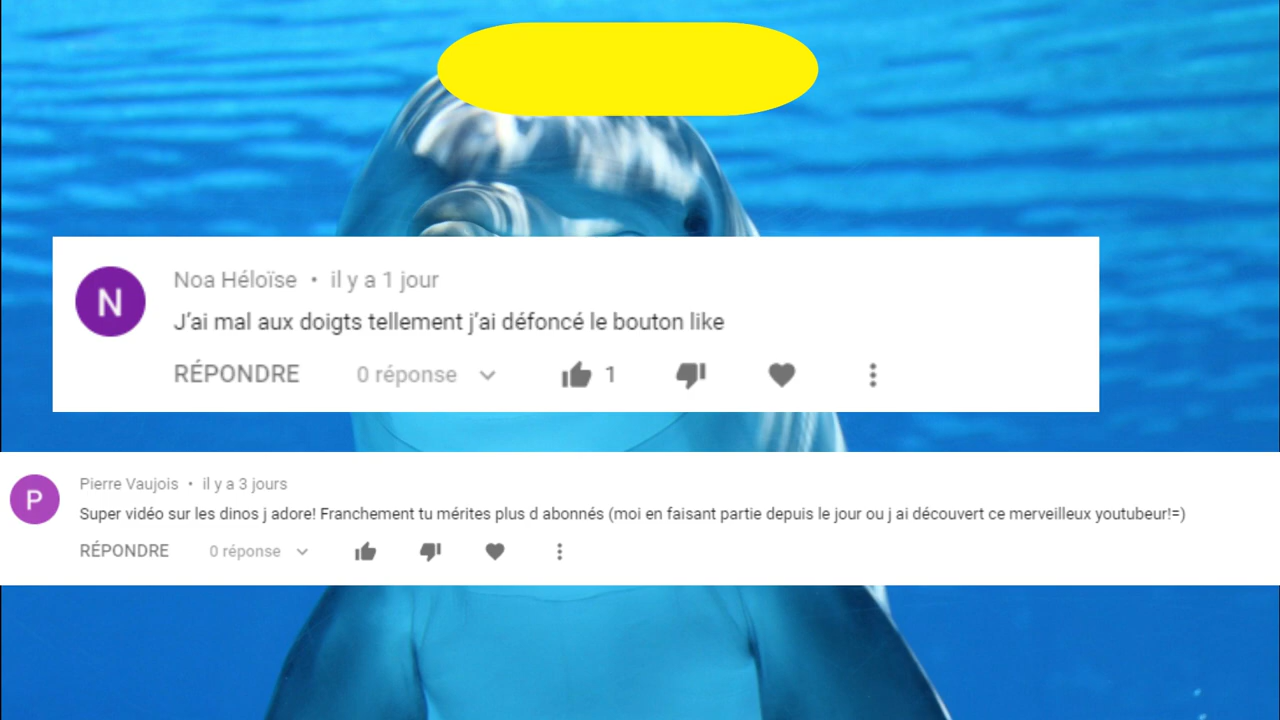 N
Noa Héloïse • il y a 1 jour
J'ai mal aux doigts tellement j'ai défoncé le bouton like
RÉPONDRE 0 réponse 1
P
Pierre Vaujois • il y a 3 jours
Super vidéo sur les dinos j adore! Franchement tu mérites plus d abonnés (moi en faisant partie depuis le jour ou j ai découvert ce merveilleux youtubeur!=)
RÉPONDRE 0 réponse